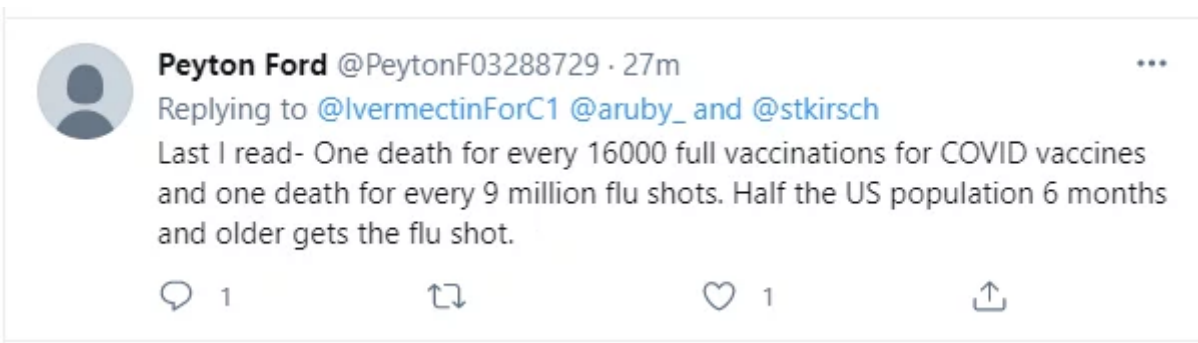 Peyton Ford @PeytonF03288729 · 27m
Replying to @IvermectinForC1 @aruby_ and @stkirsch
Last I read- One death for every 16000 full vaccinations for COVID vaccines
and one death for every 9 million flu shots. Half the US population 6 months
and older gets the flu shot.
1 1